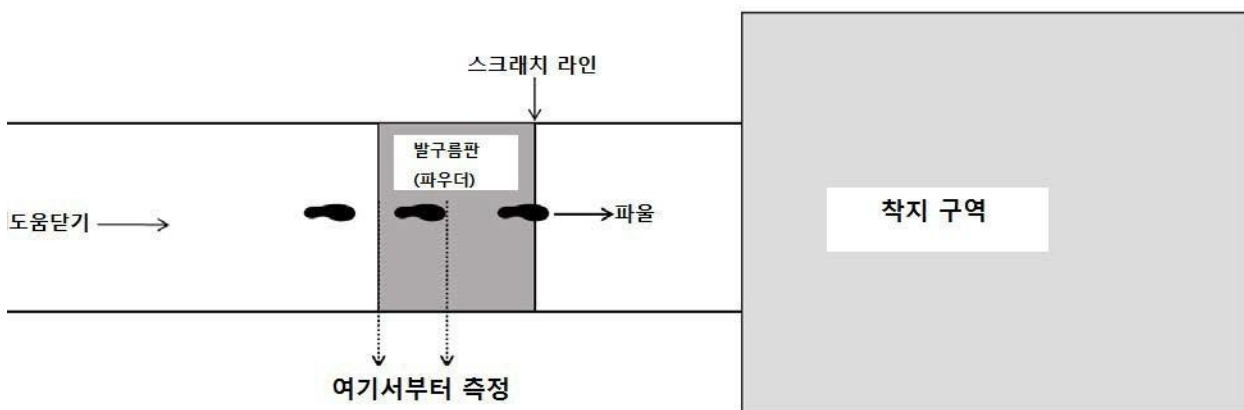 스크래치 라인
발구름판
(파우더)
도움닫기
파울
착지 구역
여기서부터 측정